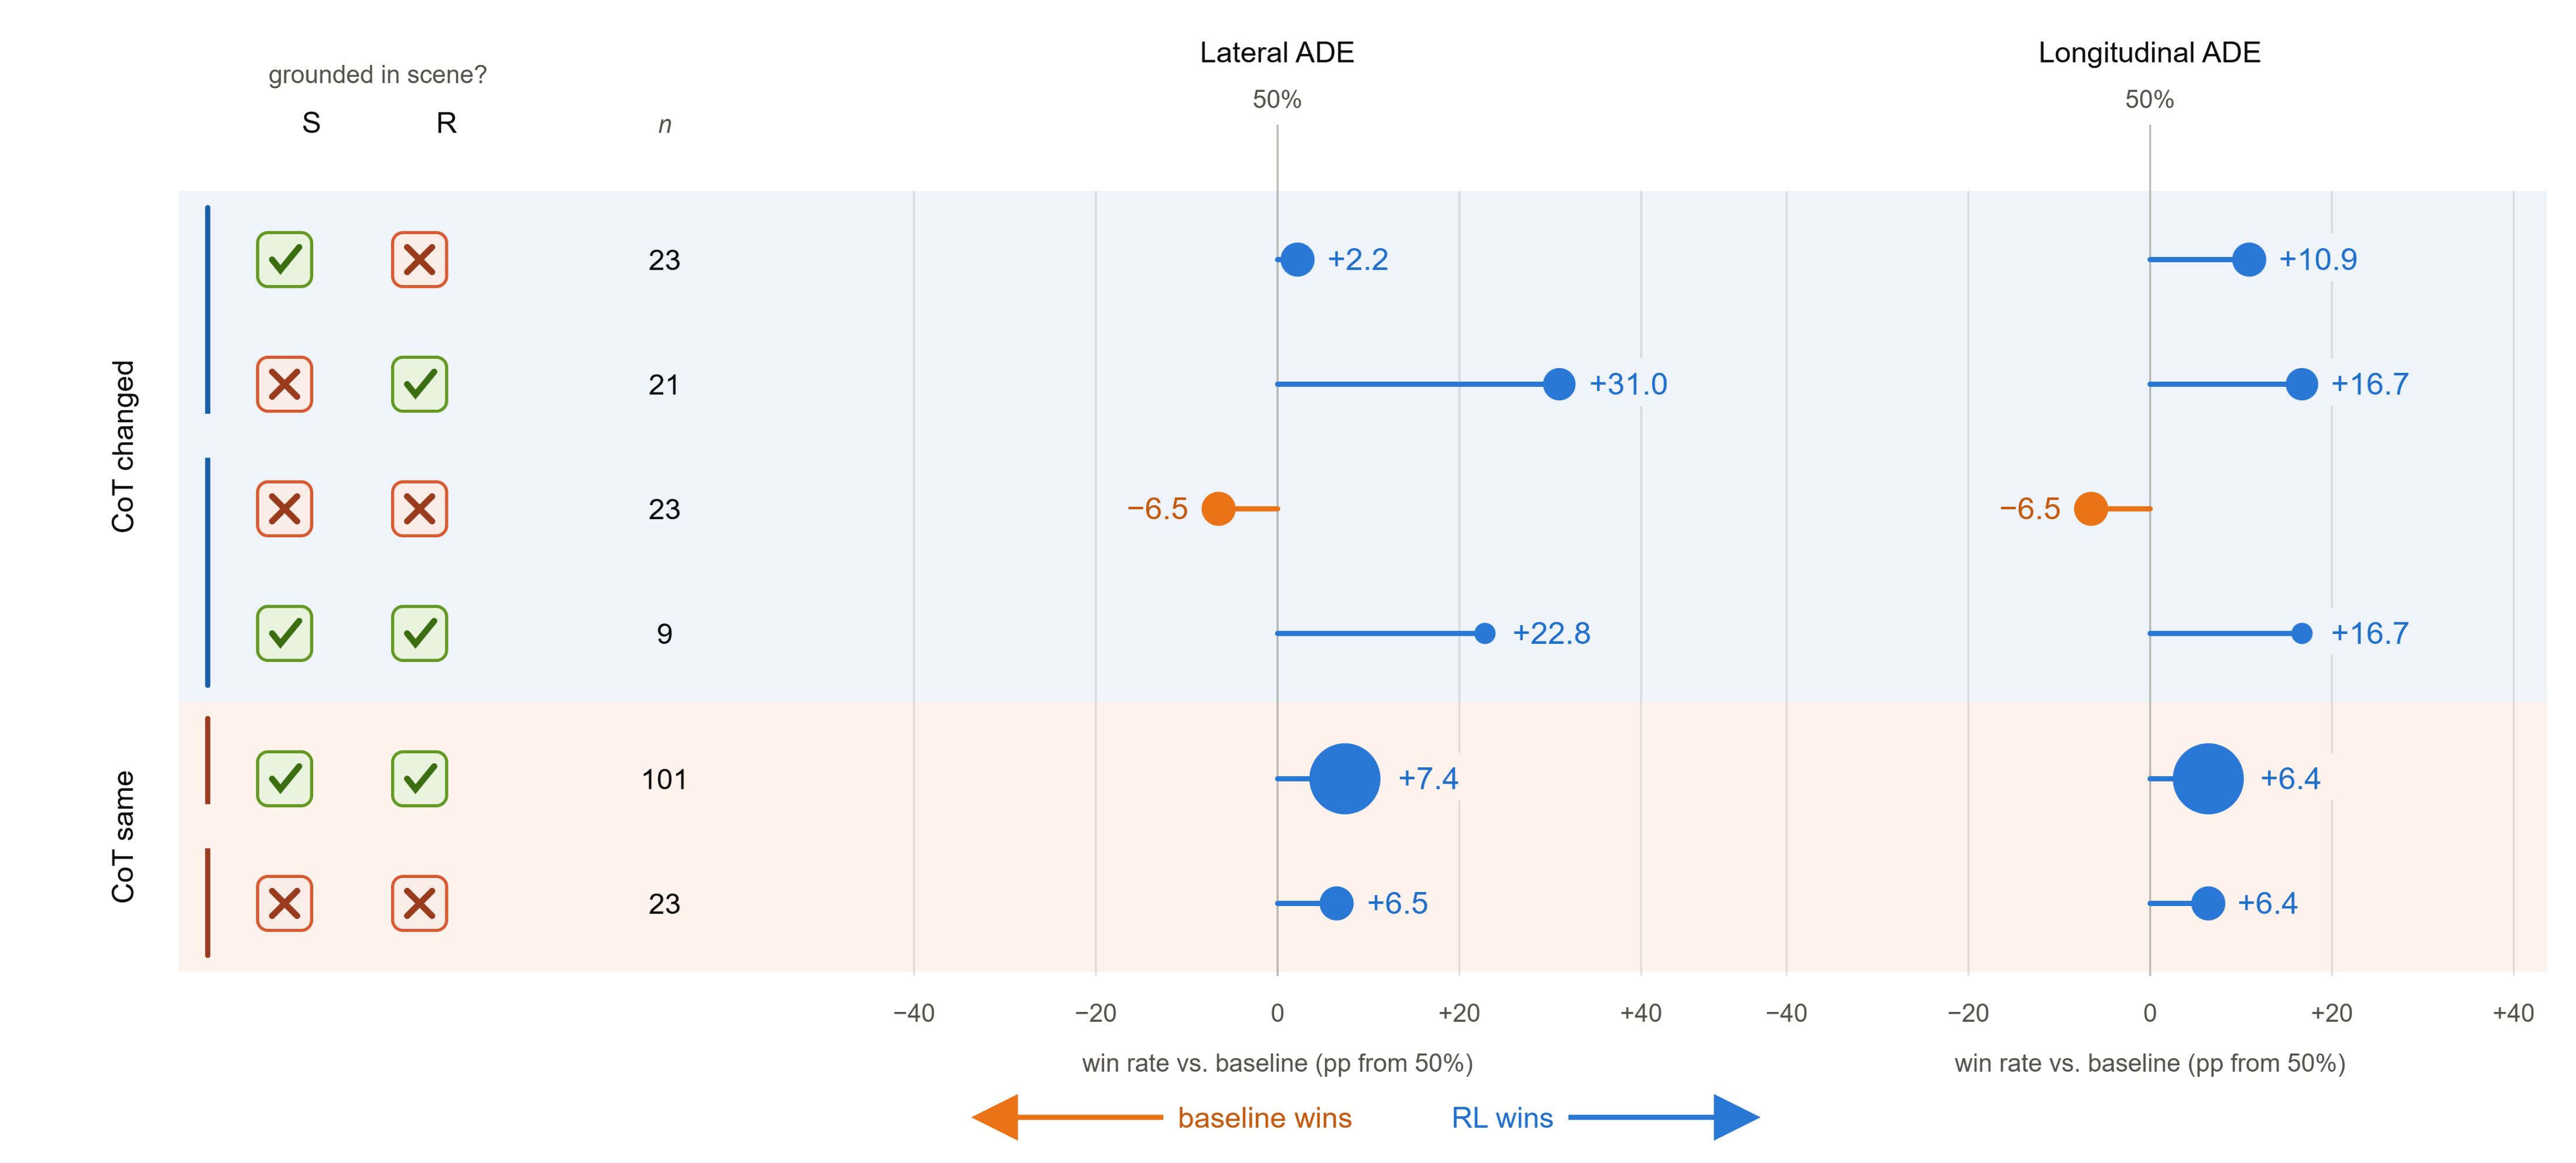 Lateral ADE
Longitudinal ADE
grounded in scene?
50%
50%
S R n
CoT changed
23 +2.2 +10.9
21 +31.0 +16.7
23 −6.5 −6.5
9 +22.8 +16.7
CoT same
101 +7.4 +6.4
23 +6.5 +6.4
−40 −20 0 +20 +40 −40 −20 0 +20 +40
win rate vs. baseline (pp from 50%)
win rate vs. baseline (pp from 50%)
baseline wins
RL wins